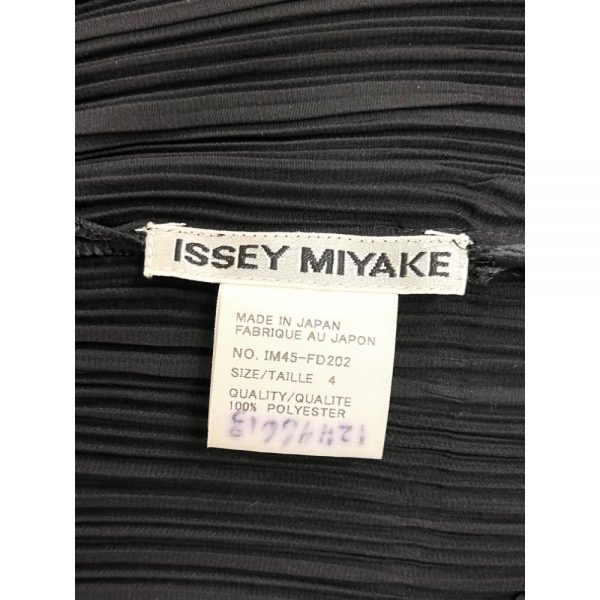 ISSEY MIYAKE
MADE IN JAPAN
FABRIQUE AU JAPON
NO. IM45-FD202
SIZE/TAILLE 4
QUALITY/QUALITE
100% POLYESTER